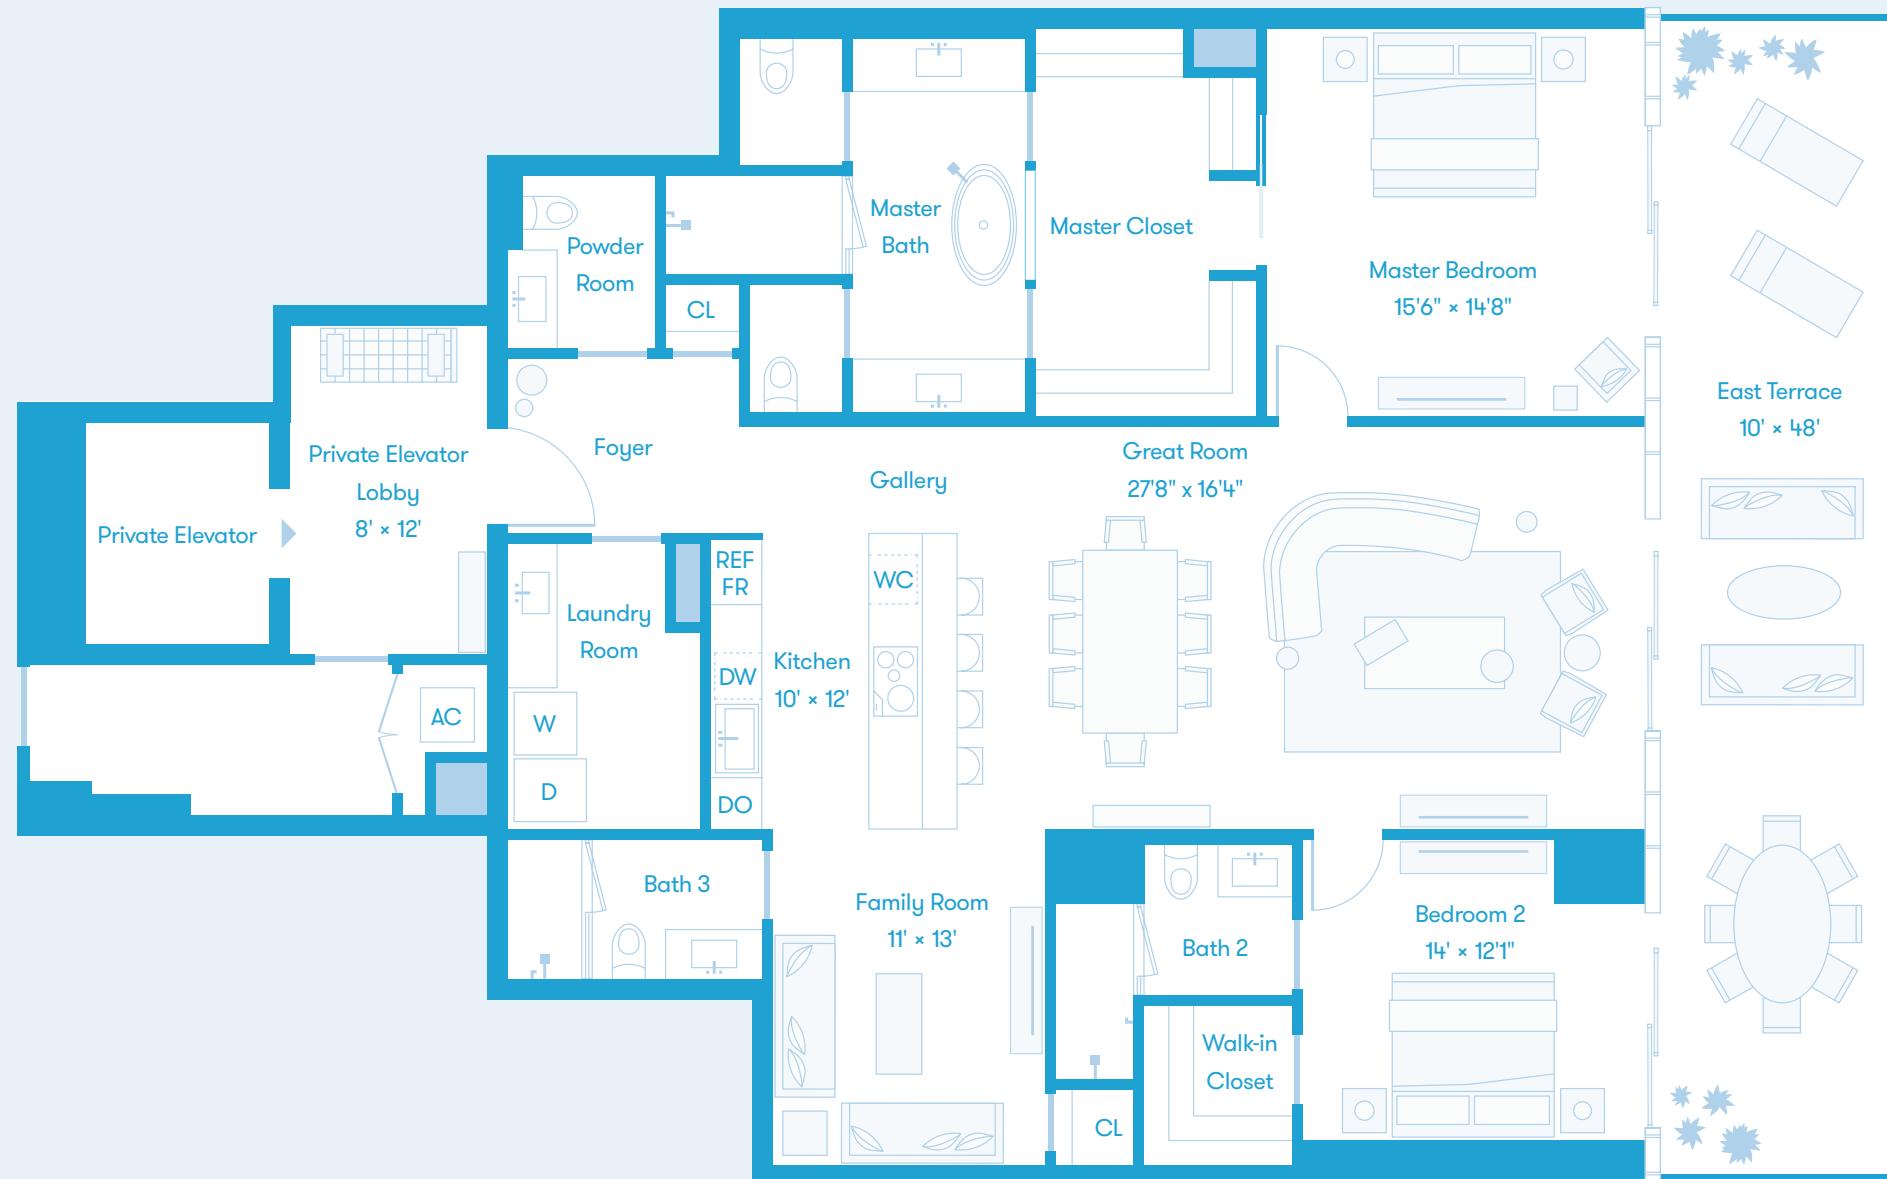 Master
Bath
Master Closet
Powder
Room
CL
Master Bedroom
15'6" × 14'8"
East Terrace
10' × 48'
Private Elevator
Lobby
8' × 12'
Private Elevator
Foyer
Gallery
Great Room
27'8" x 16'4"
REF
FR
WC
Laundry
Room
Kitchen
10' × 12'
DW
AC
W
D
DO
Bath 3
Family Room
11' × 13'
Bath 2
Bedroom 2
14' × 12'1"
Walk-in
Closet
CL